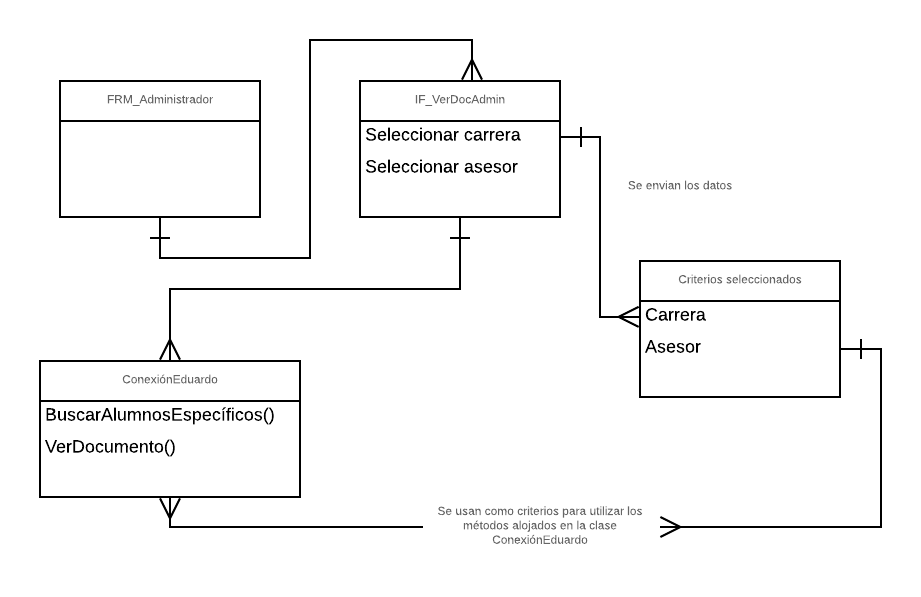 FRM_Administrador
IF_VerDocAdmin
Seleccionar carrera
Seleccionar asesor
Se envian los datos
Criterios seleccionados
Carrera
Asesor
ConexiónEduardo
BuscarAlumnosEspecíficos()
VerDocumento()
Se usan como criterios para utilizar los
métodos alojados en la clase
ConexiónEduardo